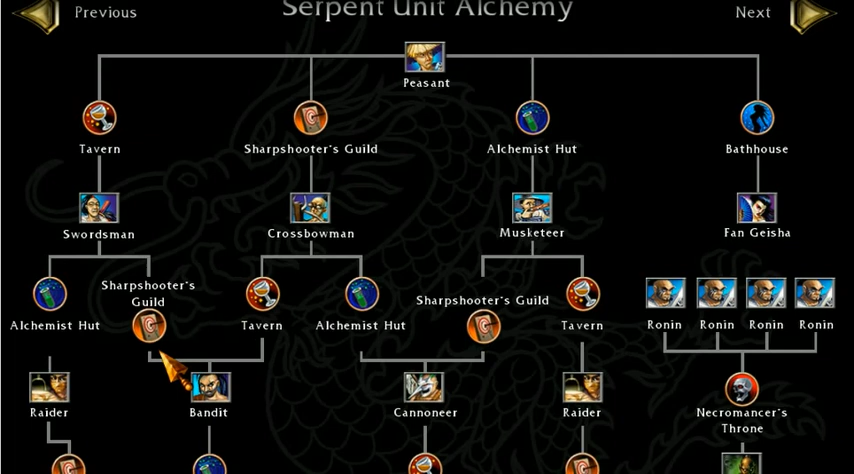 Serpent Unit Alchemy
Previous
Next
Peasant
Tavern
Sharpshooter's Guild
Alchemist Hut
Bathhouse
Swordsman
Crossbowman
Musketeer
Fan Geisha
Alchemist Hut
Sharpshooter's
Guild
Tavern
Alchemist Hut
Sharpshooter's Guild
Tavern
Ronin
Ronin
Ronin
Ronin
Raider
Bandit
Cannoneer
Raider
Necromancer's
Throne